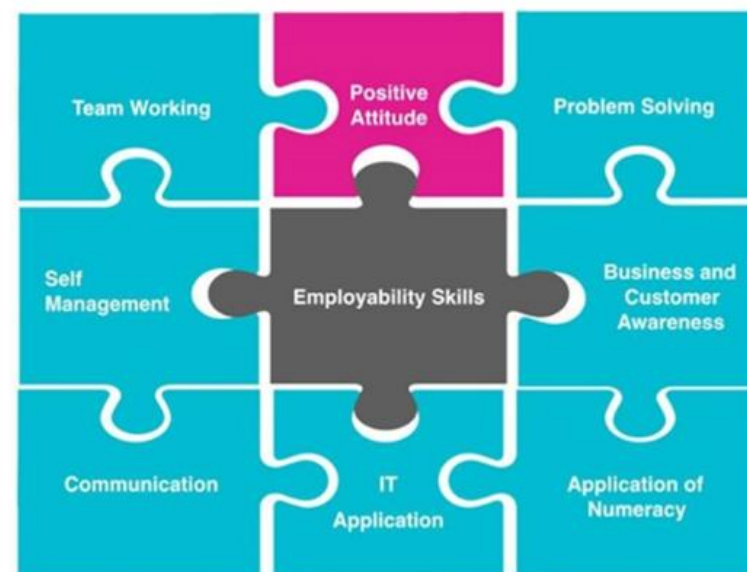 Team Working
Positive
Attitude
Problem Solving
Self
Management
Employability Skills
Business and
Customer
Awareness
Communication
IT
Application
Application of
Numeracy